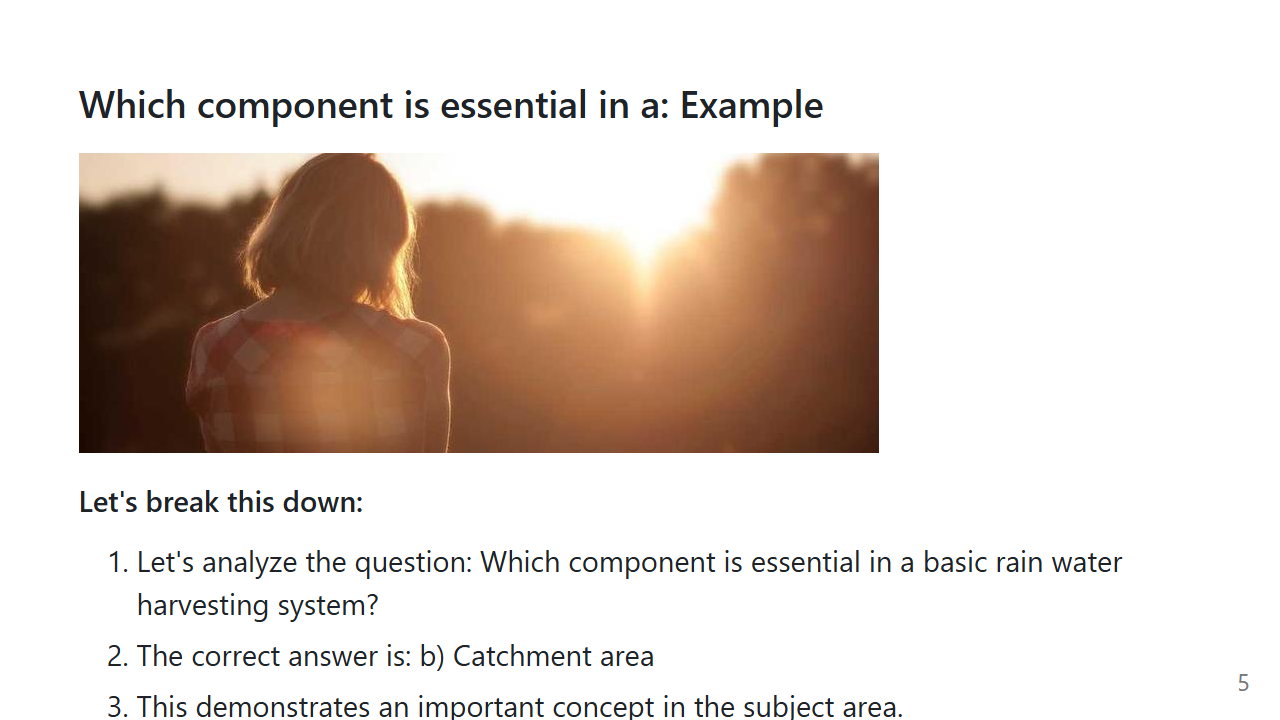 Which component is essential in a: Example
Let's break this down:
1. Let's analyze the question: Which component is essential in a basic rain water
harvesting system?
2. The correct answer is: b) Catchment area
3. This demonstrates an important concept in the subject area.
5